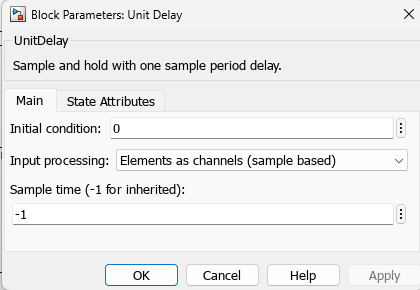 Block Parameters: Unit Delay
UnitDelay
Sample and hold with one sample period delay.
Main State Attributes
Initial condition: 0
Input processing: Elements as channels (sample based)
Sample time (-1 for inherited):
-1
OK Cancel Help Apply